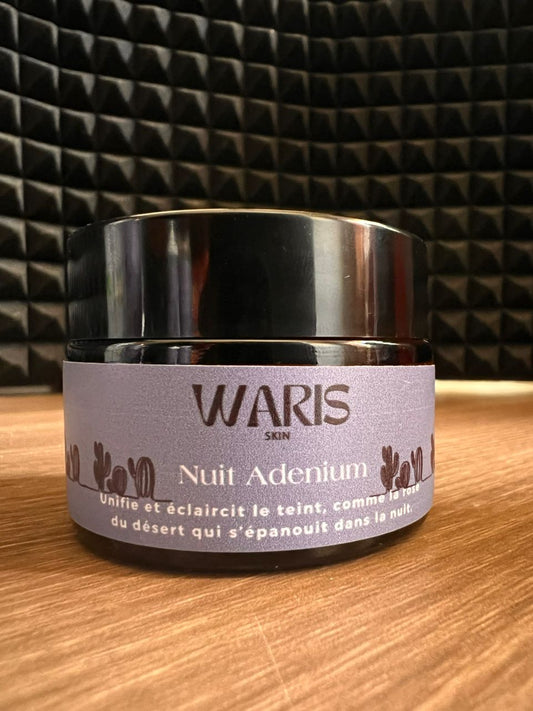 WARIS
SKIN
Nuit Adenium
Unifie et éclaircit le teint, comme la rose
du désert qui s'épanouit dans la nuit.